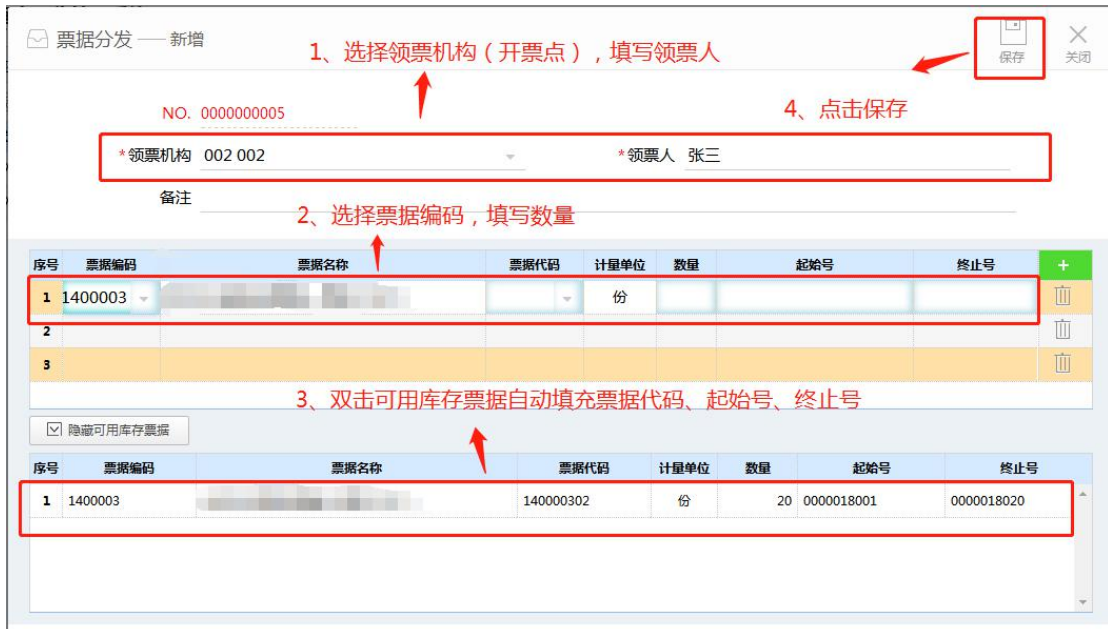 票据分发 —— 新增
1、选择领票机构（开票点），填写领票人
保存
关闭
NO. 0000000005
4、点击保存
*领票机构 002 002 *领票人 张三
备注
2、选择票据编码，填写数量
序号 票据编码 票据名称 票据代码 计量单位 数量 起始号 终止号 +
1 1400003 份
2
3
3、双击可用库存票据自动填充票据代码、起始号、终止号
隐藏可用库存票据
序号 票据编码 票据名称 票据代码 计量单位 数量 起始号 终止号
1 1400003 140000302 份 20 0000018001 0000018020